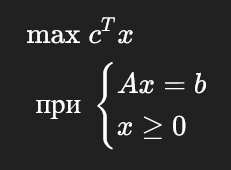 max cᵀx
при { Ax = b
x ≥ 0